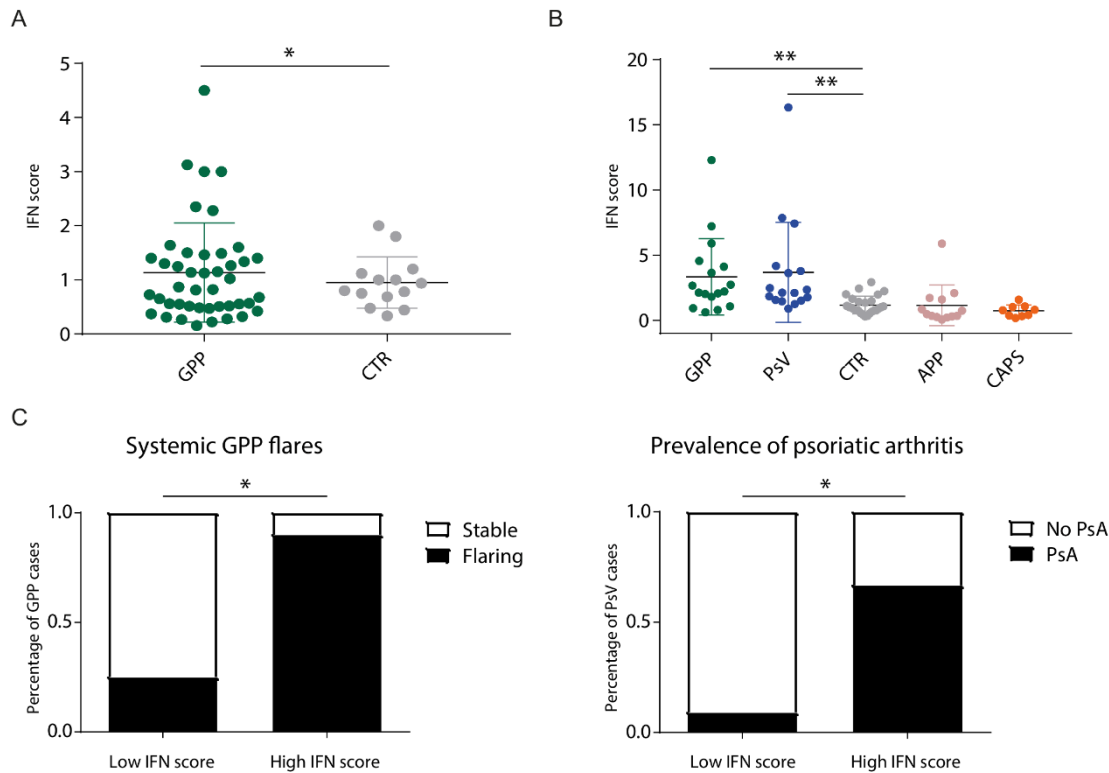 A
*
IFN score
5
4
3
2
1
0
GPP
CTR
B
**
**
IFN score
20
15
10
5
0
GPP
PsV
CTR
APP
CAPS
C
Systemic GPP flares
*
Percentage of GPP cases
1.0
0.5
0.0
Low IFN score
High IFN score
Stable
Flaring
Prevalence of psoriatic arthritis
*
Percentage of PsV cases
1.0
0.5
0.0
Low IFN score
High IFN score
No PsA
PsA